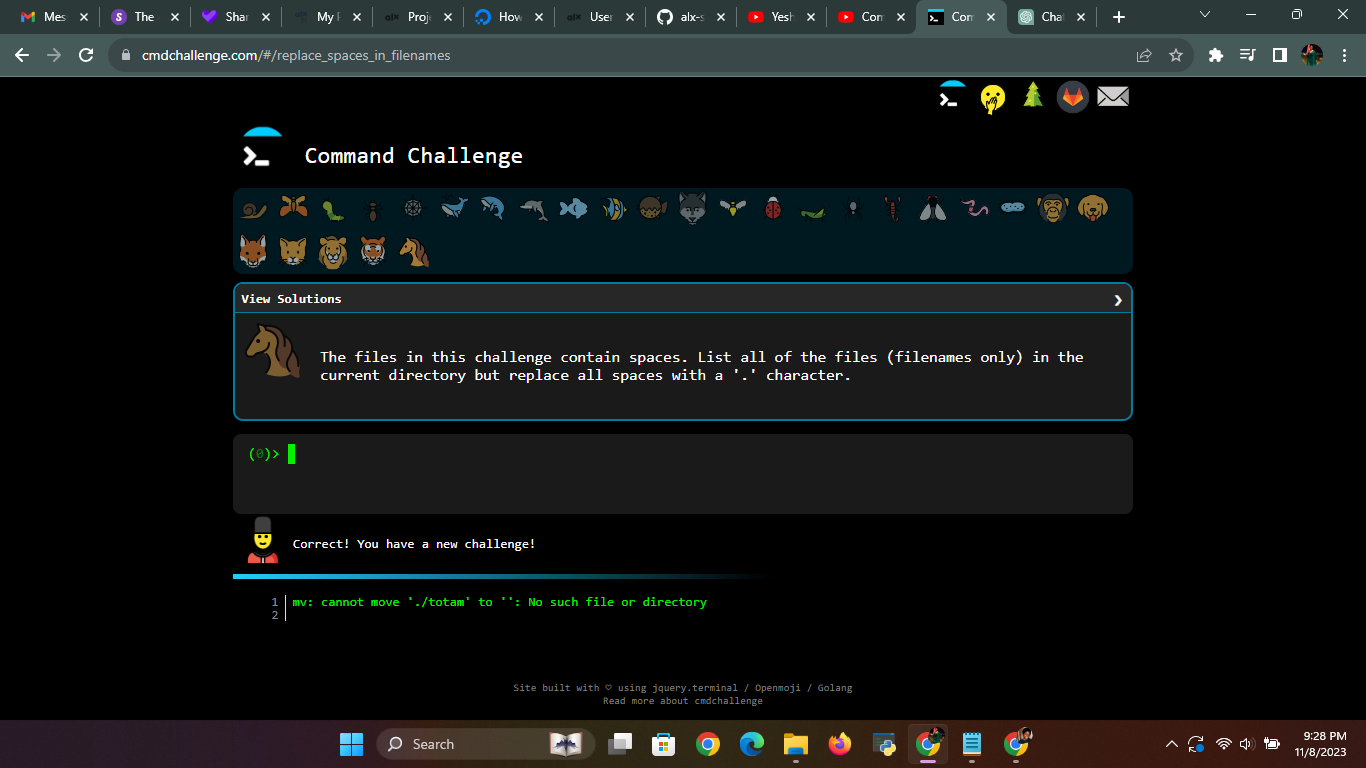 Mes
The
Shar
My
Proj
How
alx
User
alx-s
Yesh
Com
Com
Chat
cmdchallenge.com/#/replace_spaces_in_filenames
Command Challenge
View Solutions
The files in this challenge contain spaces. List all of the files (filenames only) in the
current directory but replace all spaces with a '.' character.
(0)>
Correct! You have a new challenge!
1 mv: cannot move './totam' to '': No such file or directory
2
Site built with ♡ using jquery.terminal / Openmoji / Golang
Read more about cmdchallenge
Search
9:28 PM
11/8/2023